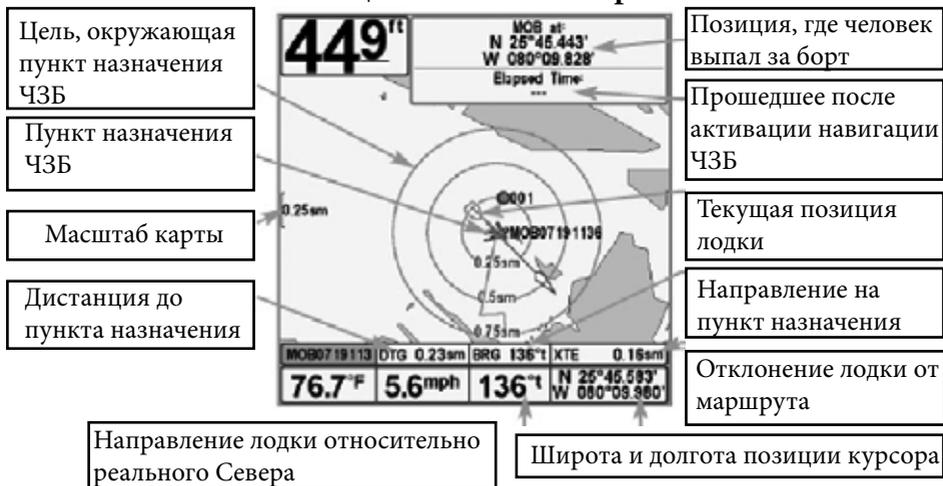 Цель, окружающая
пункт назначения
ЧЗБ
Пункт назначения
ЧЗБ
Масштаб карты
Дистанция до
пункта назначения
449 ft
MOB at:
N 25°45.443'
W 080°09.828'
Elapsed Time:
---
001
MOB07191136
0.25sm
0.25sm
0.5sm
0.75sm
MOB0719113 DTG 0.23sm BRG 136°t XTE 0.16sm
76.7°F 5.6mph 136°t N 25°45.593'
W 080°09.980'
Позиция, где человек
выпал за борт
Прошедшее после
активации навигации
ЧЗБ
Текущая позиция
лодки
Направление на
пункт назначения
Отклонение лодки от
маршрута
Направление лодки относительно
реального Севера
Широта и долгота позиции курсора